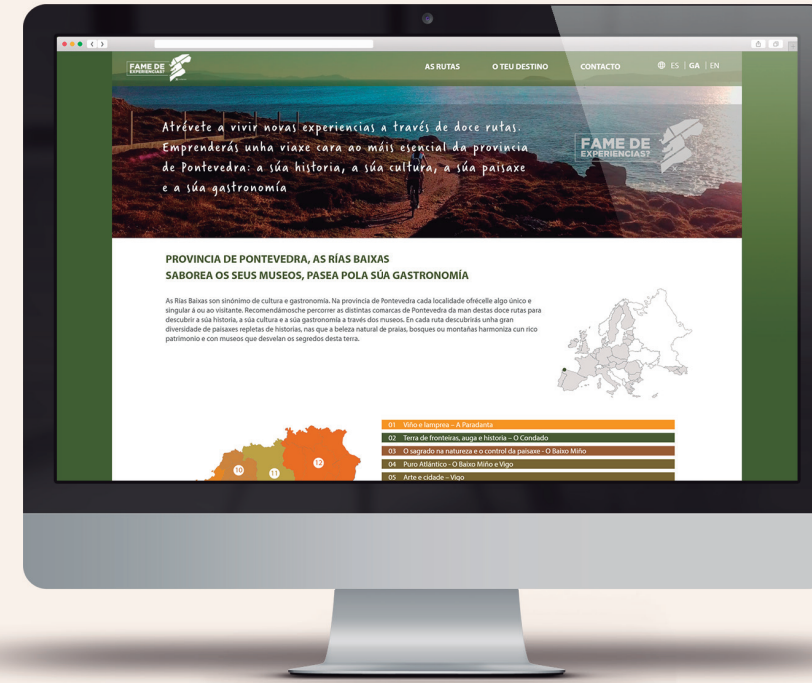 FAME DE
EXPERIENCIAS?
AS RUTAS
O TEU DESTINO
CONTACTO
ES | GA | EN
Atrévete a vivir novas experiencias a través de doce rutas.
Emprenderás unha viaxe cara ao máis esencial da provincia
de Pontevedra: a súa historia, a súa cultura, a súa paisaxe
e a súa gastronomía
FAME DE
EXPERIENCIAS?
PROVINCIA DE PONTEVEDRA, AS RÍAS BAIXAS
SABOREA OS SEUS MUSEOS, PASEA POLA SÚA GASTRONOMÍA
As Rías Baixas son sinónimo de cultura e gastronomía. Na provincia de Pontevedra cada localidade ofrécelle algo único e
singular á ou ao visitante. Recomendámosche percorrer as distintas comarcas de Pontevedra da man destas doce rutas para
descubrir a súa historia, a súa cultura e a súa gastronomía a través dos museos. En cada ruta descubrirás unha gran
diversidade de paisaxes repletas de historias, nas que a beleza natural de praias, bosques ou montañas harmoniza cun rico
patrimonio e con museos que desvelan os segredos desta terra.
01 Viño e lamprea – A Paradanta
02 Terra de fronteiras, auga e historia – O Condado
03 O sagrado na natureza e o control da paisaxe - O Baixo Miño
04 Puro Atlántico - O Baixo Miño e Vigo
05 Arte e cidade – Vigo
10
11
12